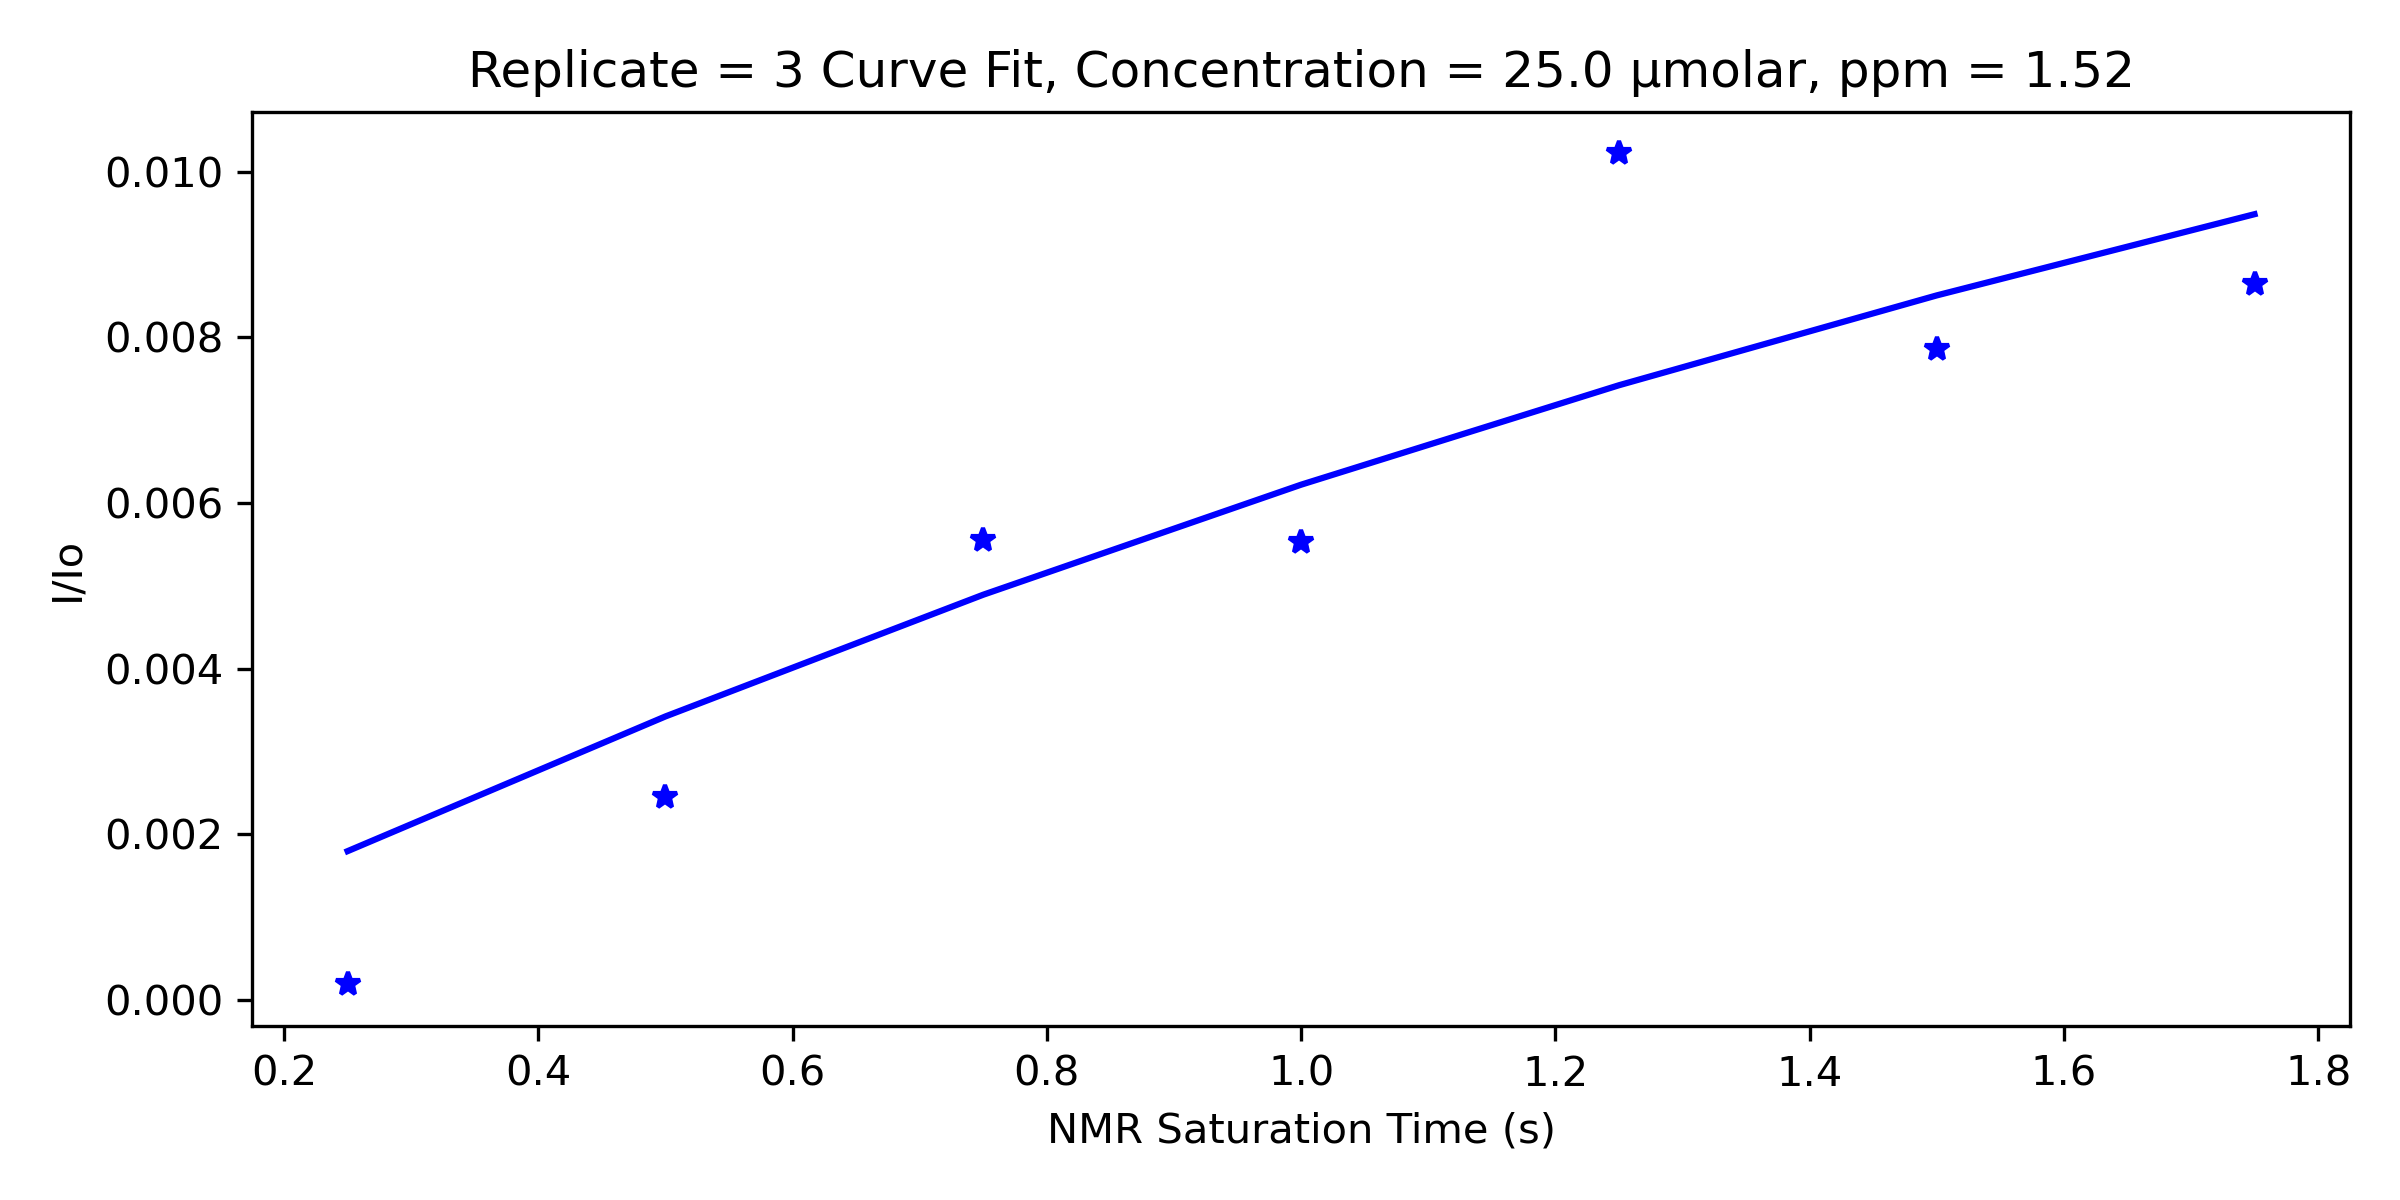 Replicate = 3 Curve Fit, Concentration = 25.0 µmolar, ppm = 1.52
0.010
0.008
0.006
0.004
0.002
0.000
I/Io
0.2 0.4 0.6 0.8 1.0 1.2 1.4 1.6 1.8
NMR Saturation Time (s)